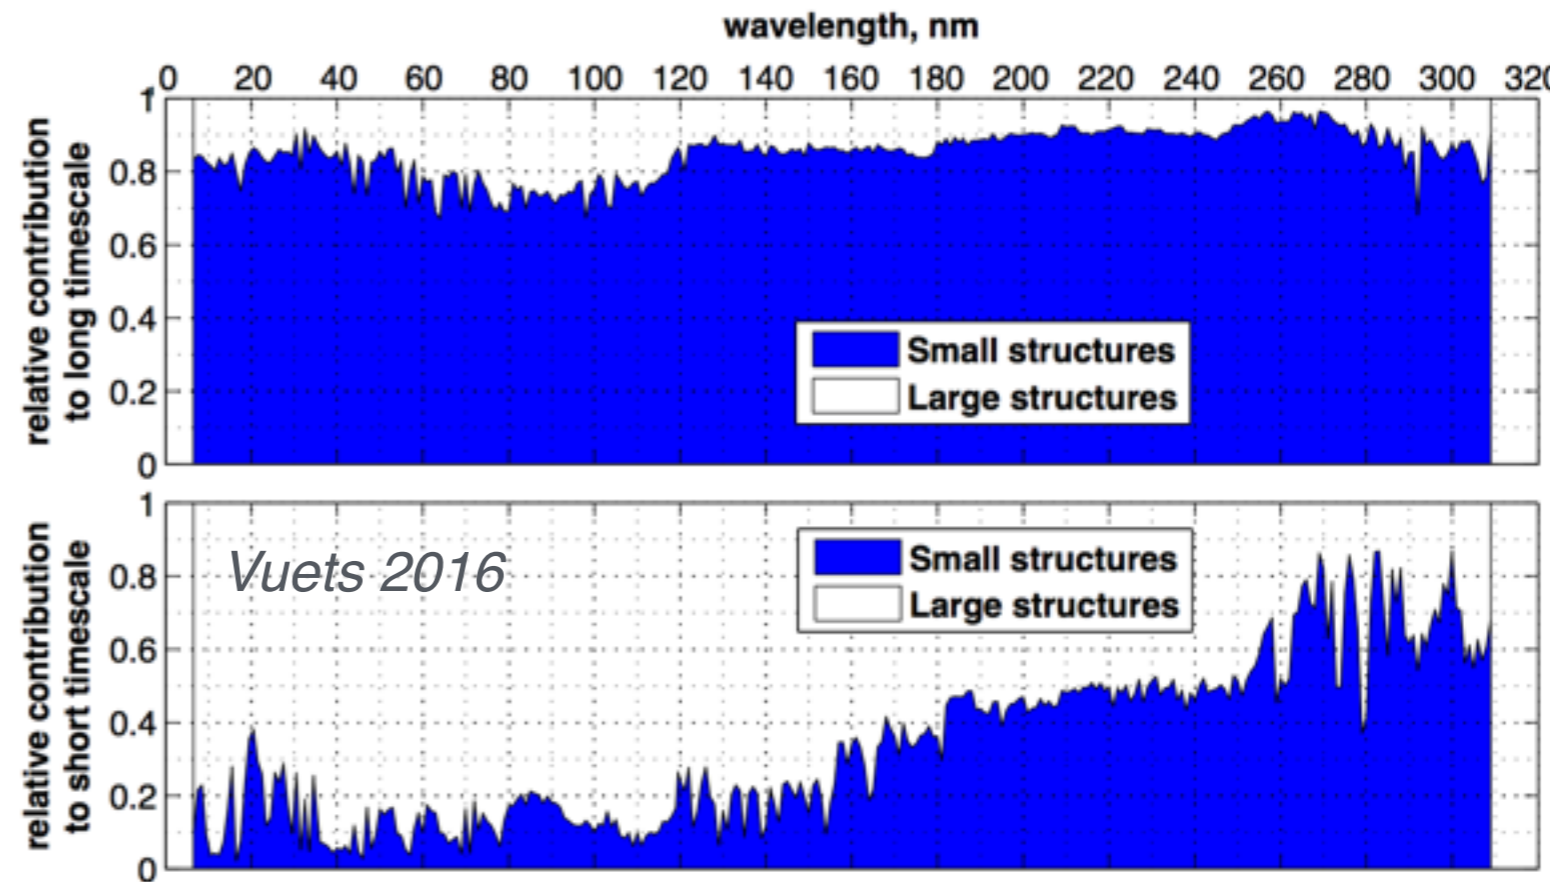 wavelength, nm
0 20 40 60 80 100 120 140 160 180 200 220 240 260 280 300 320
relative contribution
to long timescale
1
0.8
0.6
0.4
0.2
0
Small structures
Large structures
relative contribution
to short timescale
1
0.8
0.6
0.4
0.2
0
Vuets 2016
Small structures
Large structures